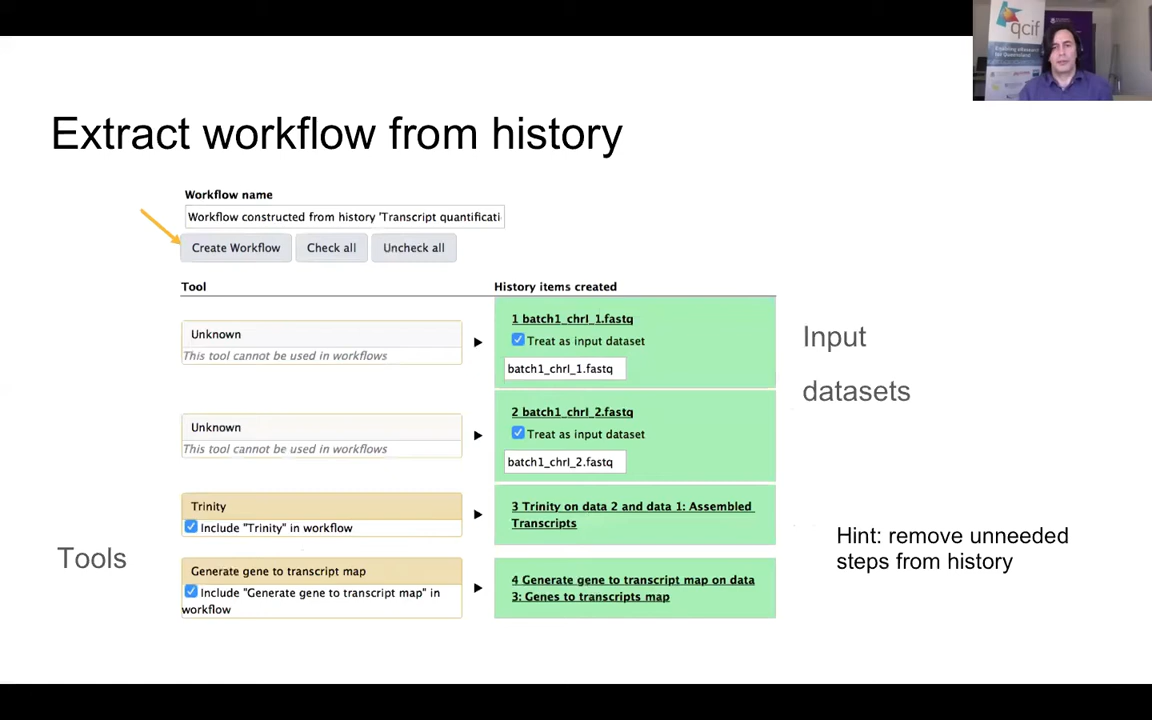 qcif
Enabling eResearch
for Queensland
Extract workflow from history
Workflow name
Workflow constructed from history 'Transcript quantificati
Create Workflow
Check all
Uncheck all
Tool
History items created
Unknown
This tool cannot be used in workflows
1 batch1_chrI_1.fastq
Treat as input dataset
batch1_chrI_1.fastq
Input
datasets
Unknown
This tool cannot be used in workflows
2 batch1_chrI_2.fastq
Treat as input dataset
batch1_chrI_2.fastq
Trinity
Include "Trinity" in workflow
3 Trinity on data 2 and data 1: Assembled
Transcripts
Hint: remove unneeded
steps from history
Tools
Generate gene to transcript map
Include "Generate gene to transcript map" in
workflow
4 Generate gene to transcript map on data
3: Genes to transcripts map